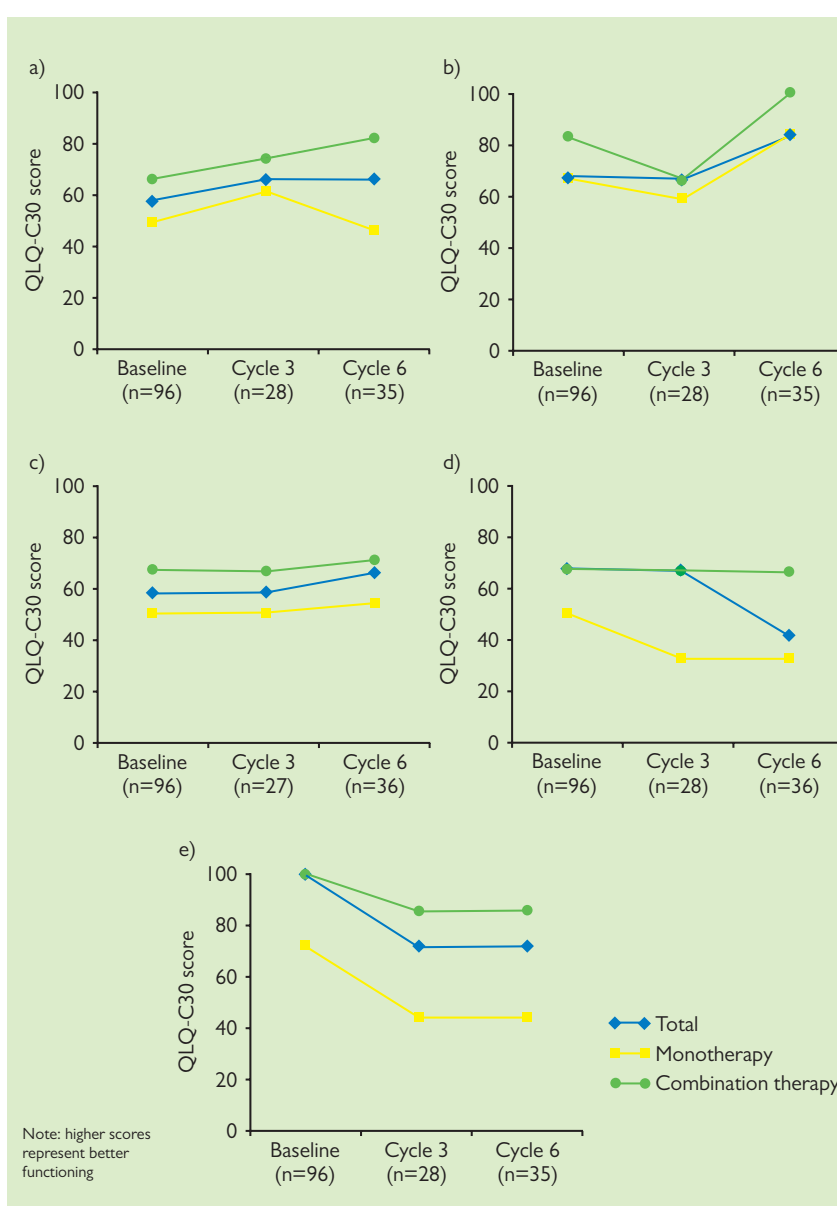 a)
100
80
60
40
20
0
QLQ-C30 score
Baseline Cycle 3 Cycle 6
(n=96) (n=28) (n=35)
b)
100
80
60
40
20
0
QLQ-C30 score
Baseline Cycle 3 Cycle 6
(n=96) (n=28) (n=35)
c)
100
80
60
40
20
0
QLQ-C30 score
Baseline Cycle 3 Cycle 6
(n=96) (n=27) (n=36)
d)
100
80
60
40
20
0
QLQ-C30 score
Baseline Cycle 3 Cycle 6
(n=96) (n=28) (n=36)
e)
100
80
60
40
20
0
QLQ-C30 score
Baseline Cycle 3 Cycle 6
(n=96) (n=28) (n=35)
Total
Monotherapy
Combination therapy
Note: higher scores
represent better
functioning